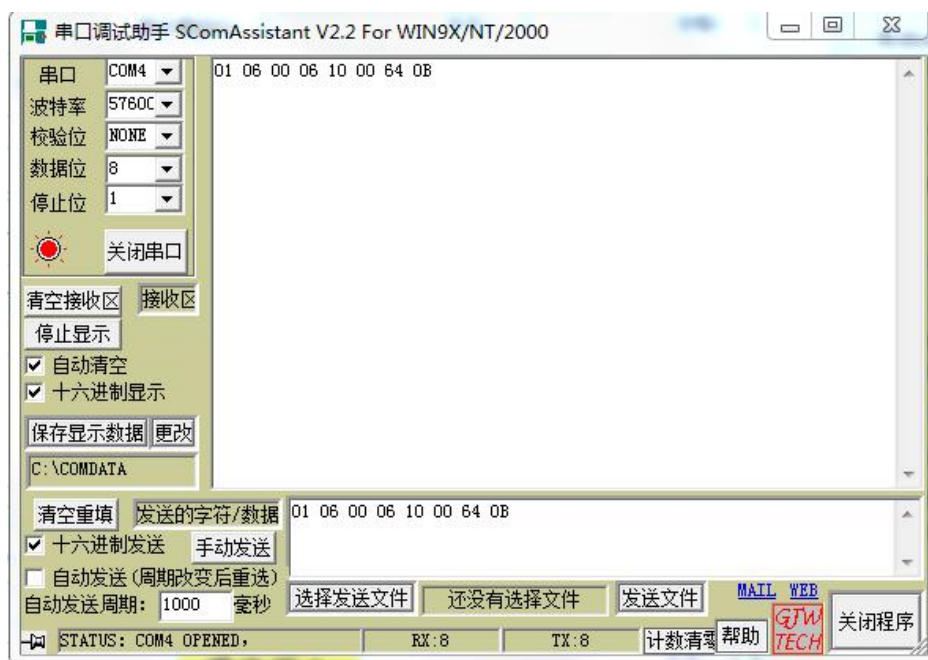 串口调试助手 SComAssistant V2.2 For WIN9X/NT/2000
串口 COM4
波特率 57600
校验位 NONE
数据位 8
停止位 1
关闭串口
清空接收区 接收区
停止显示
自动清空
十六进制显示
保存显示数据 更改
C:\COMDATA
01 06 00 06 10 00 64 0B
清空重填 发送的字符/数据
01 06 00 06 10 00 64 0B
十六进制发送 手动发送
自动发送(周期改变后重选)
自动发送周期: 1000 毫秒
选择发送文件 还没有选择文件 发送文件
MAIL WEB
GJW TECH
关闭程序
STATUS: COM4 OPENED, RX:8 TX:8 计数清零 帮助